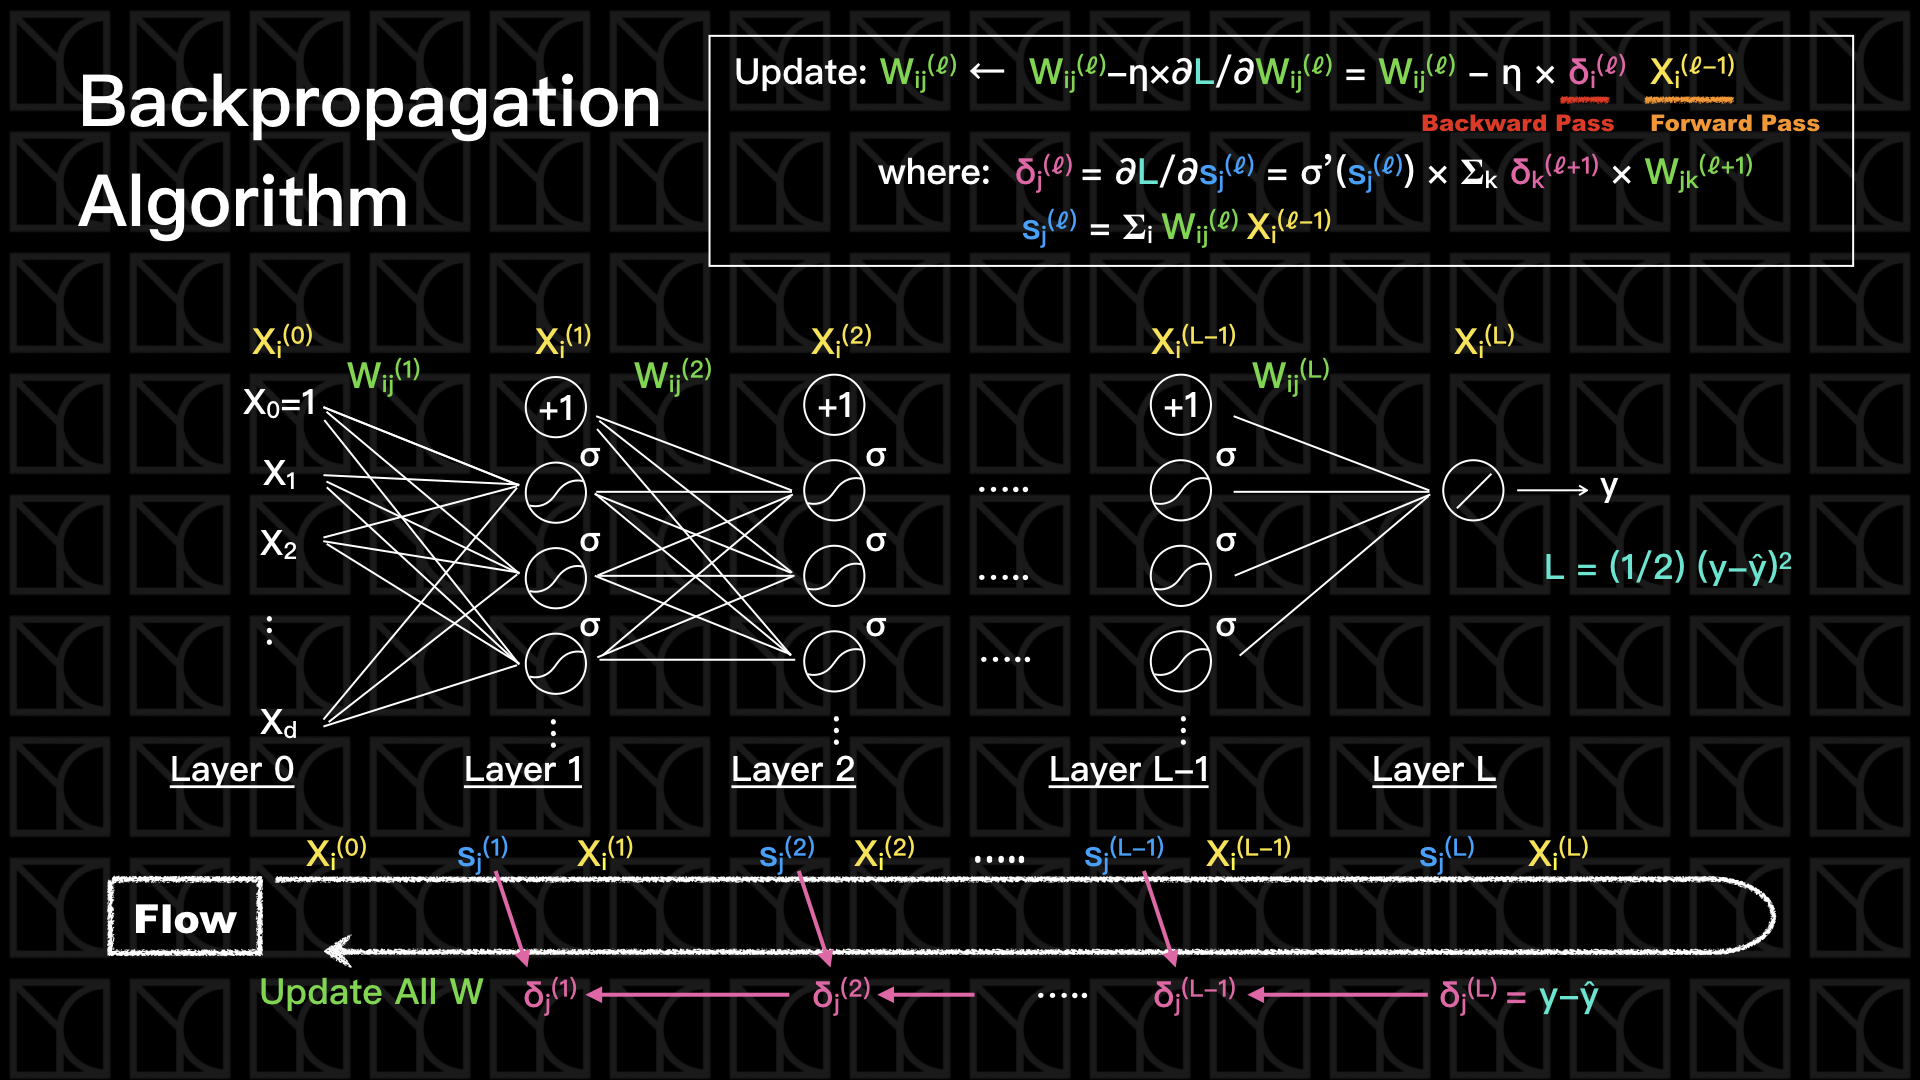 Backpropagation
Algorithm
Update: Wᵢⱼ⁽ℓ⁾ ← Wᵢⱼ⁽ℓ⁾−η×∂L/∂Wᵢⱼ⁽ℓ⁾ = Wᵢⱼ⁽ℓ⁾ − η × δᵢ⁽ℓ⁾ Xᵢ⁽ℓ−1⁾
Backward Pass Forward Pass
where: δⱼ⁽ℓ⁾ = ∂L/∂sⱼ⁽ℓ⁾ = σ’(sⱼ⁽ℓ⁾) × Σₖ δₖ⁽ℓ+1⁾ × Wⱼₖ⁽ℓ+1⁾
sⱼ⁽ℓ⁾ = Σᵢ Wᵢⱼ⁽ℓ⁾ Xᵢ⁽ℓ−1⁾
Xᵢ⁽⁰⁾ Xᵢ⁽¹⁾ Xᵢ⁽²⁾ Xᵢ⁽L−1⁾ Xᵢ⁽L⁾
Wᵢⱼ⁽¹⁾ Wᵢⱼ⁽²⁾ Wᵢⱼ⁽L⁾
X₀=1 +1 +1 +1
σ σ σ
X₁
..... y
σ σ σ
X₂
..... L = (1/2) (y−ŷ)²
σ σ σ
⋮
.....
X_d
⋮ ⋮ ⋮
Layer 0 Layer 1 Layer 2 Layer L−1 Layer L
Xᵢ⁽⁰⁾ sⱼ⁽¹⁾ Xᵢ⁽¹⁾ sⱼ⁽²⁾ Xᵢ⁽²⁾ ..... sⱼ⁽L−1⁾ Xᵢ⁽L−1⁾ sⱼ⁽L⁾ Xᵢ⁽L⁾
Flow
Update All W δⱼ⁽¹⁾ δⱼ⁽²⁾ ..... δⱼ⁽L−1⁾ δⱼ⁽L⁾ = y−ŷ